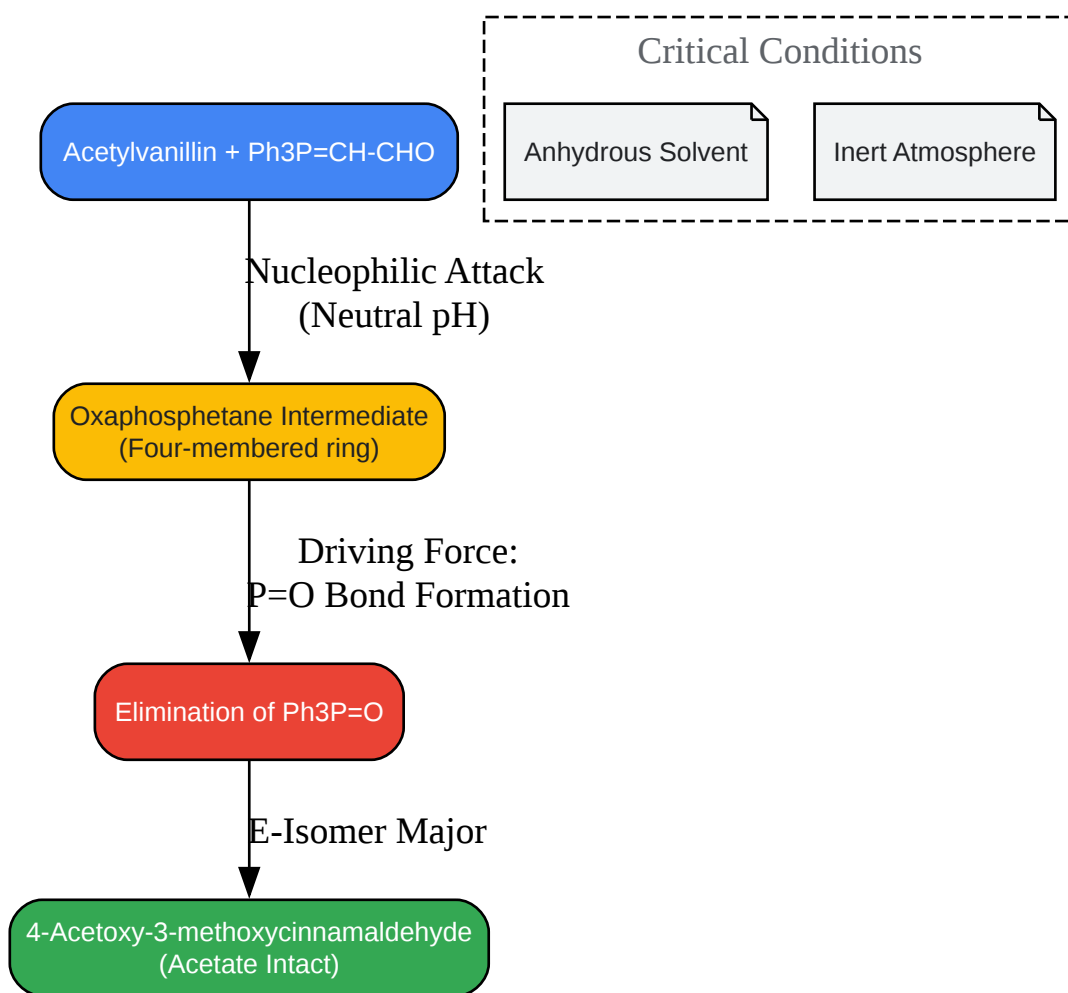 Critical Conditions
Acetylvanillin + Ph3P=CH-CHO
Anhydrous Solvent
Inert Atmosphere
Nucleophilic Attack
(Neutral pH)
Oxaphosphetane Intermediate
(Four-membered ring)
Driving Force:
P=O Bond Formation
Elimination of Ph3P=O
E-Isomer Major
4-Acetoxy-3-methoxycinnamaldehyde
(Acetate Intact)